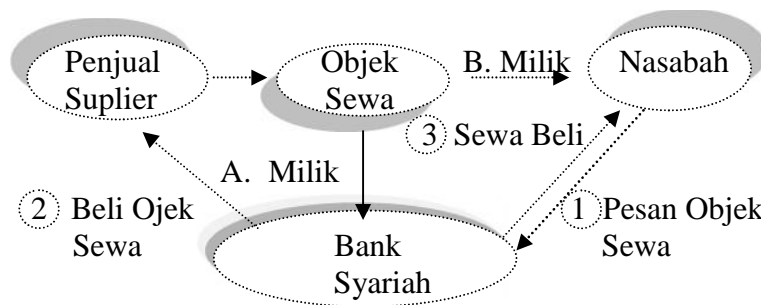 Penjual
Suplier
Objek
Sewa
B. Milik
Nasabah
3 Sewa Beli
A. Milik
2 Beli Ojek
Sewa
1 Pesan Objek
Sewa
Bank
Syariah